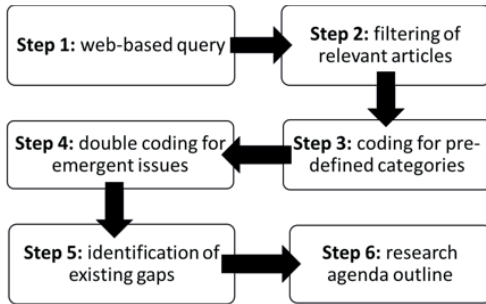 Step 1: web-based query
Step 2: filtering of
relevant articles
Step 3: coding for pre-
defined categories
Step 4: double coding for
emergent issues
Step 5: identification of
existing gaps
Step 6: research
agenda outline